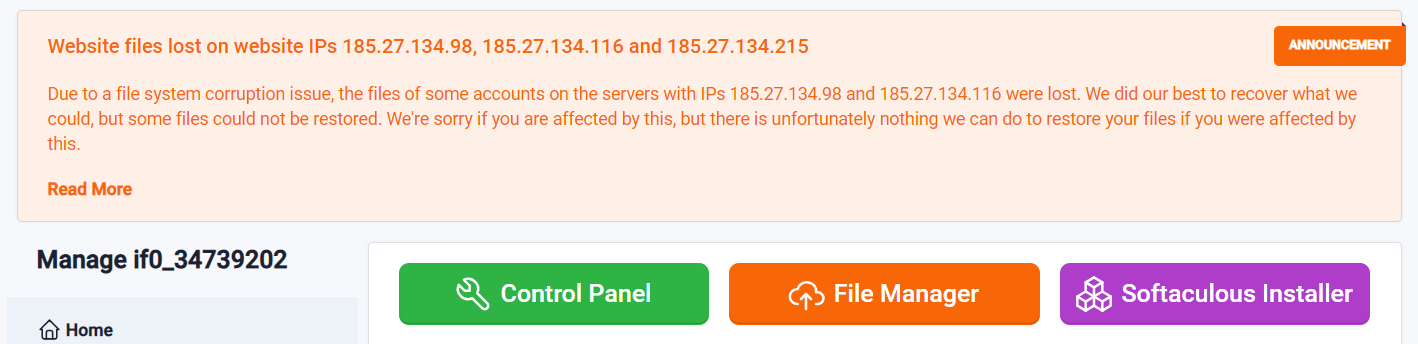 Website files lost on website IPs 185.27.134.98, 185.27.134.116 and 185.27.134.215
ANNOUNCEMENT
Due to a file system corruption issue, the files of some accounts on the servers with IPs 185.27.134.98 and 185.27.134.116 were lost. We did our best to recover what we
could, but some files could not be restored. We're sorry if you are affected by this, but there is unfortunately nothing we can do to restore your files if you were affected by
this.
Read More
Manage if0_34739202
Control Panel
File Manager
Softaculous Installer
Home